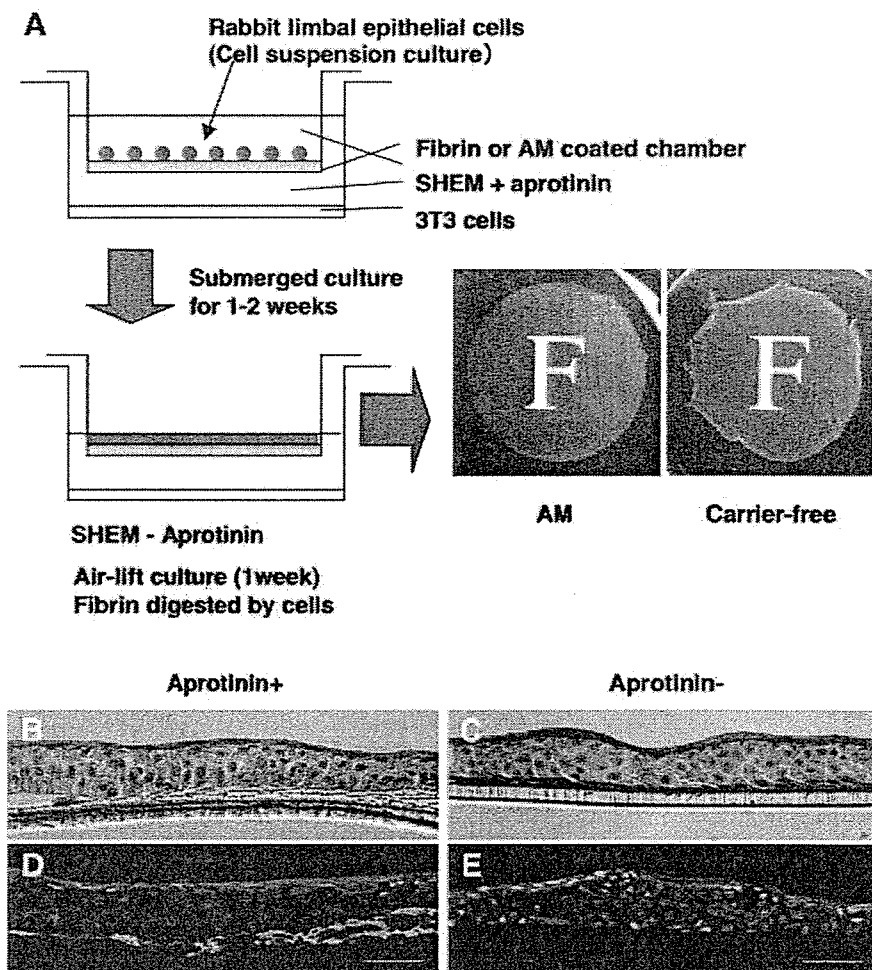 A
Rabbit limbal epithelial cells
(Cell suspension culture)
Fibrin or AM coated chamber
SHEM + aprotinin
3T3 cells
Submerged culture
for 1-2 weeks
F
F
AM
Carrier-free
SHEM - Aprotinin
Air-lift culture (1week)
Fibrin digested by cells
Aprotinin+
Aprotinin-
B
C
D
E